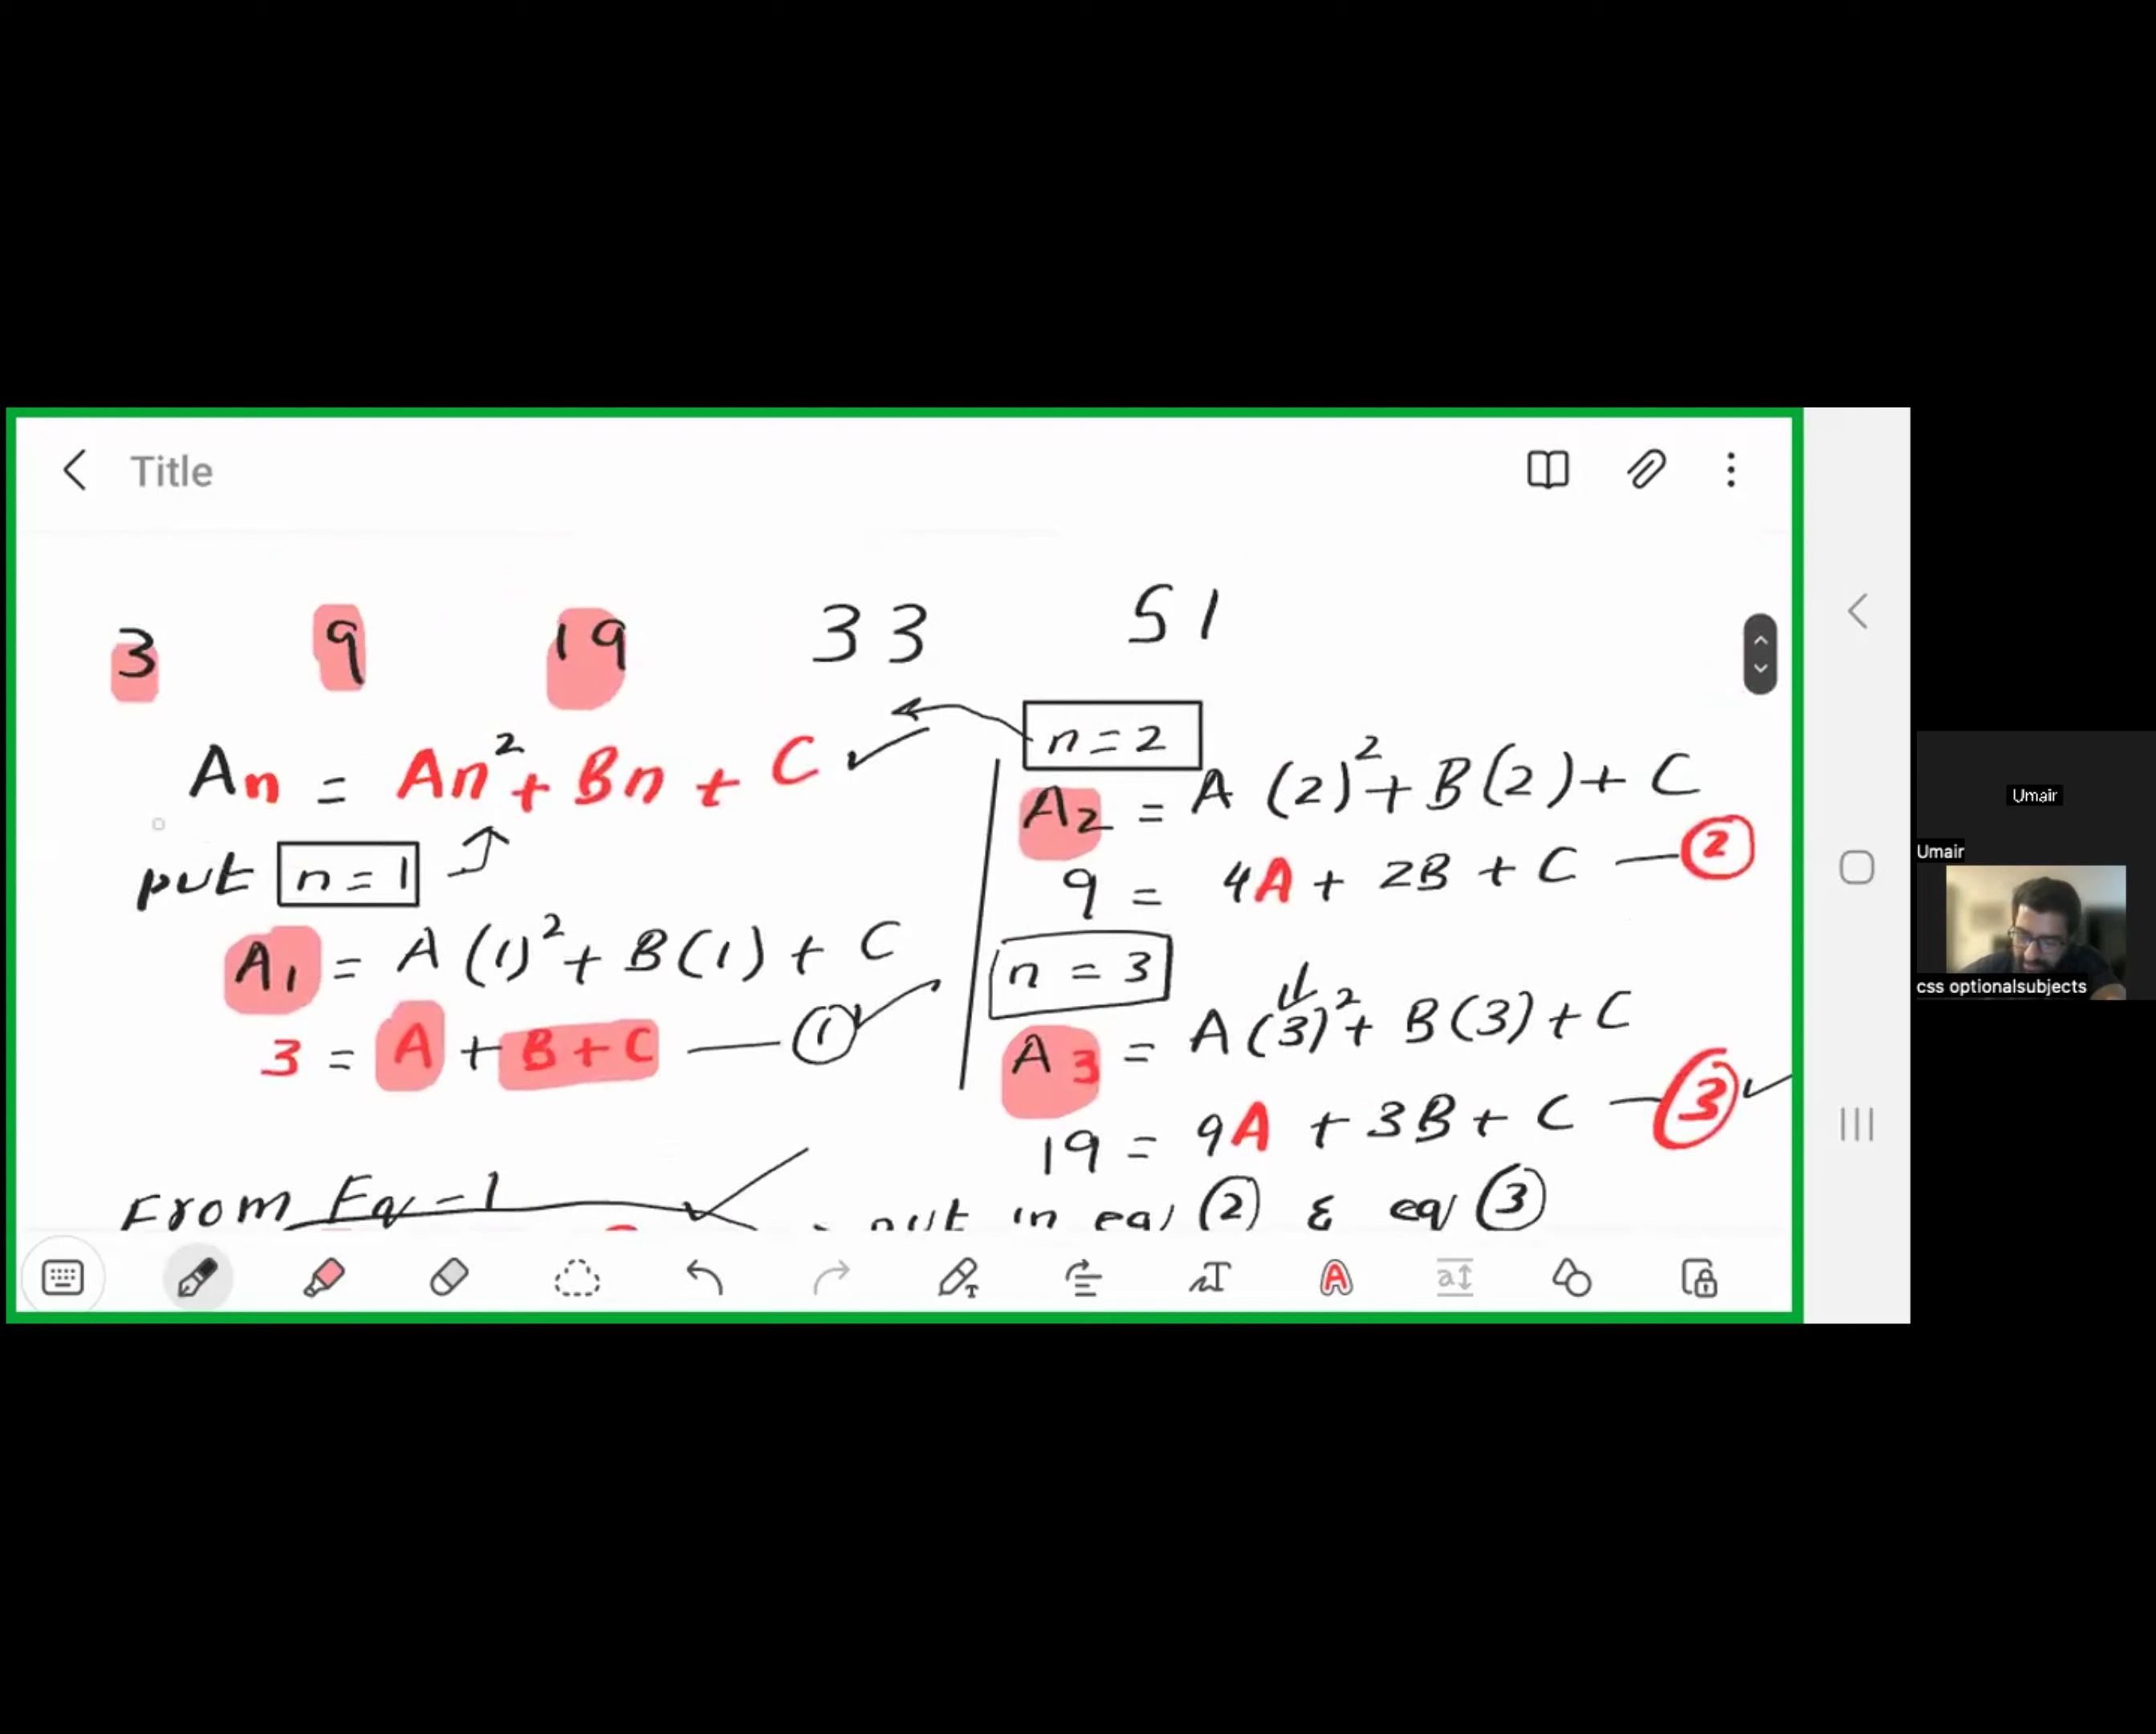 Title
3 9 19 33 51
An = An² + Bn + C
put n = 1
A1 = A (1)² + B (1) + C
3 = A + B + C — 1
n = 2
A2 = A (2)² + B (2) + C
9 = 4A + 2B + C — 2
n = 3
A3 = A (3)² + B (3) + C
19 = 9A + 3B + C — 3
From Eq - 1
put in eq (2) & eq (3)
Umair
Umair
css optionalsubjects